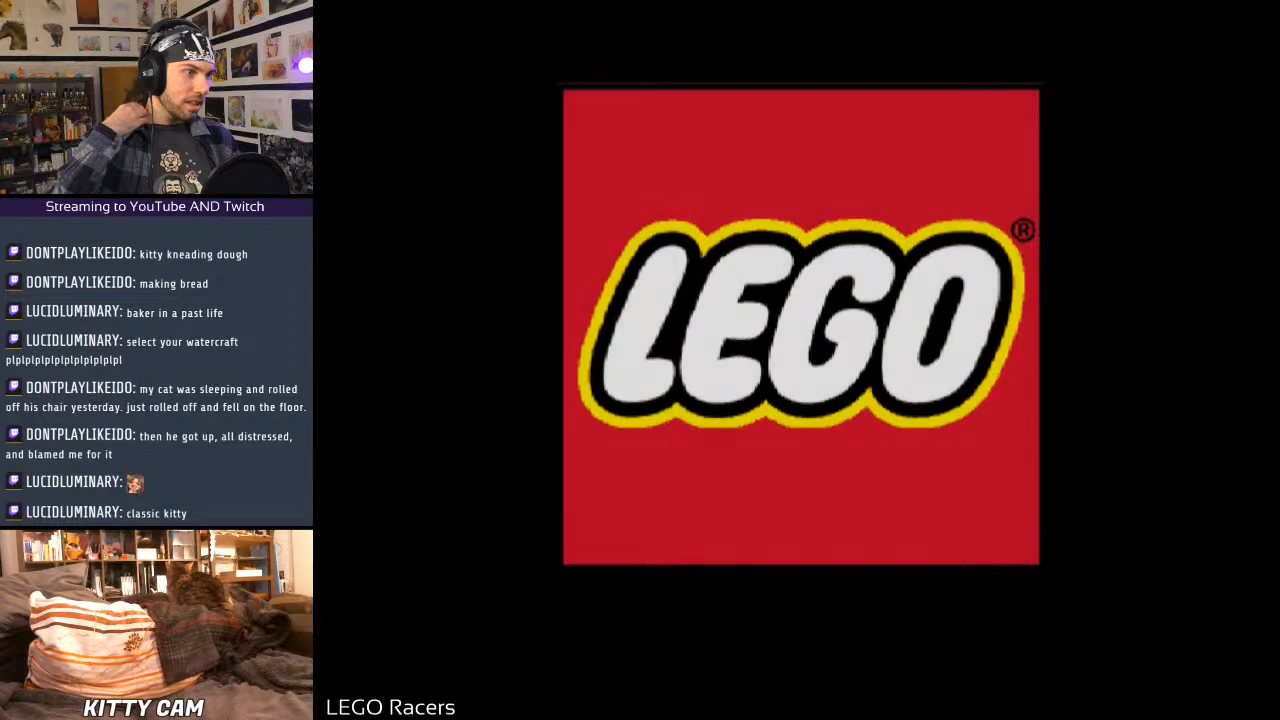 Streaming to YouTube AND Twitch
DONTPLAYLIKEIDO: kitty kneading dough
DONTPLAYLIKEIDO: making bread
LUCIDLUMINARY: baker in a past life
LUCIDLUMINARY: select your watercraft
plplplplplplplplplplplpl
DONTPLAYLIKEIDO: my cat was sleeping and rolled
off his chair yesterday. just rolled off and fell on the floor.
DONTPLAYLIKEIDO: then he got up, all distressed,
and blamed me for it
LUCIDLUMINARY:
LUCIDLUMINARY: classic kitty
KITTY CAM
LEGO®
LEGO Racers